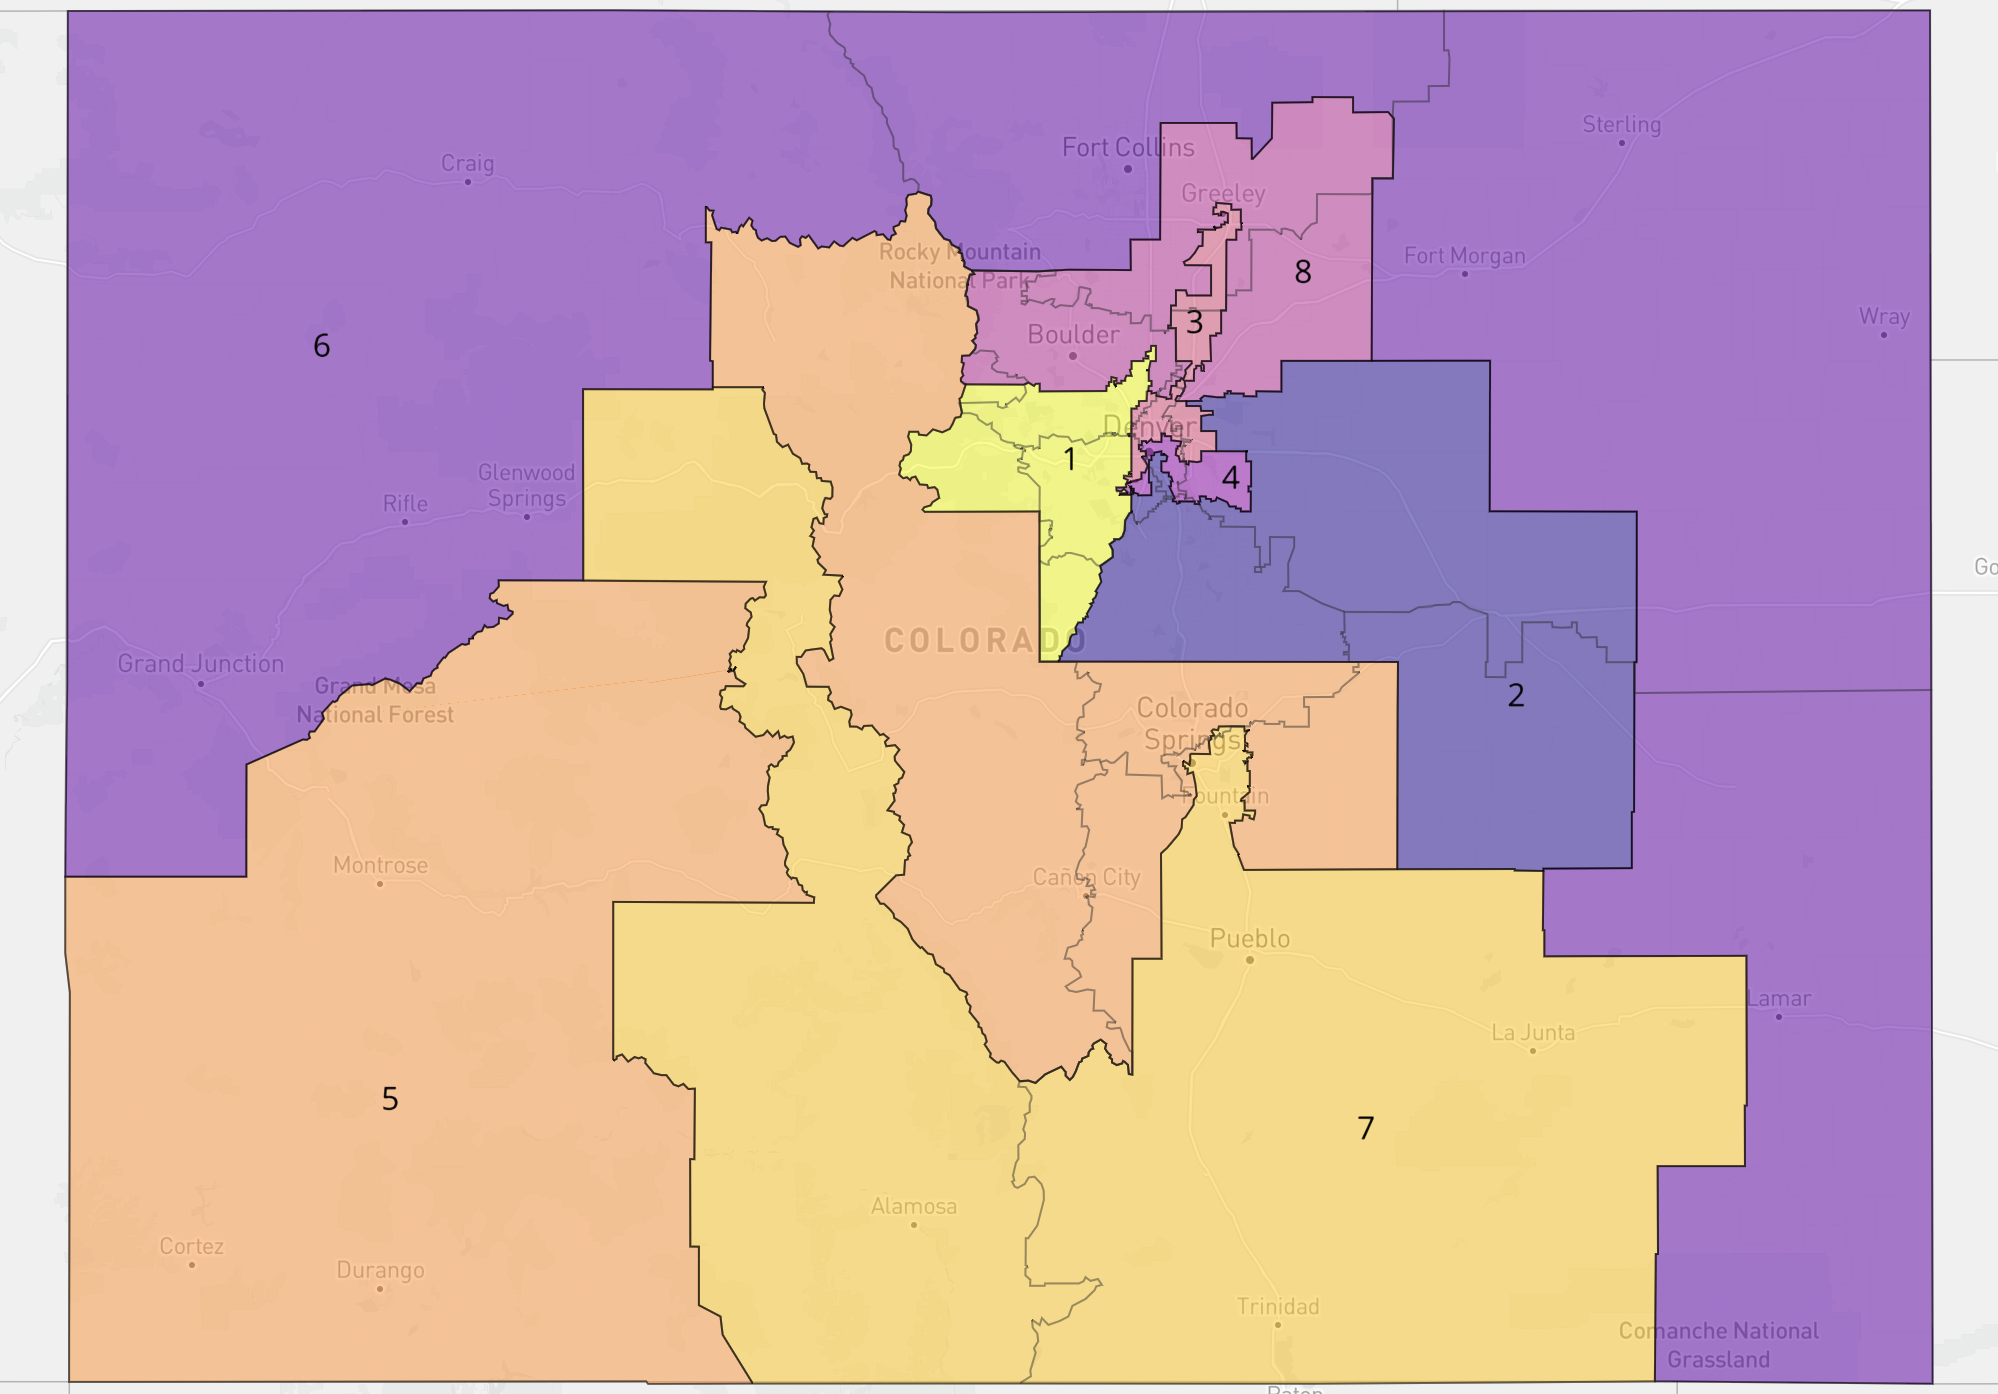 Sterling
Fort Collins
Craig
Greeley
Rocky Mountain
National Park
Fort Morgan
8
Wray
6
3
Boulder
Denver
1
4
Glenwood
Springs
Rifle
Go
COLORADO
Grand Junction
Grand Mesa
National Forest
2
Colorado
Springs
Fountain
Montrose
Cañon City
Pueblo
Lamar
La Junta
5
7
Alamosa
Cortez
Durango
Trinidad
Comanche National
Grassland
Raton